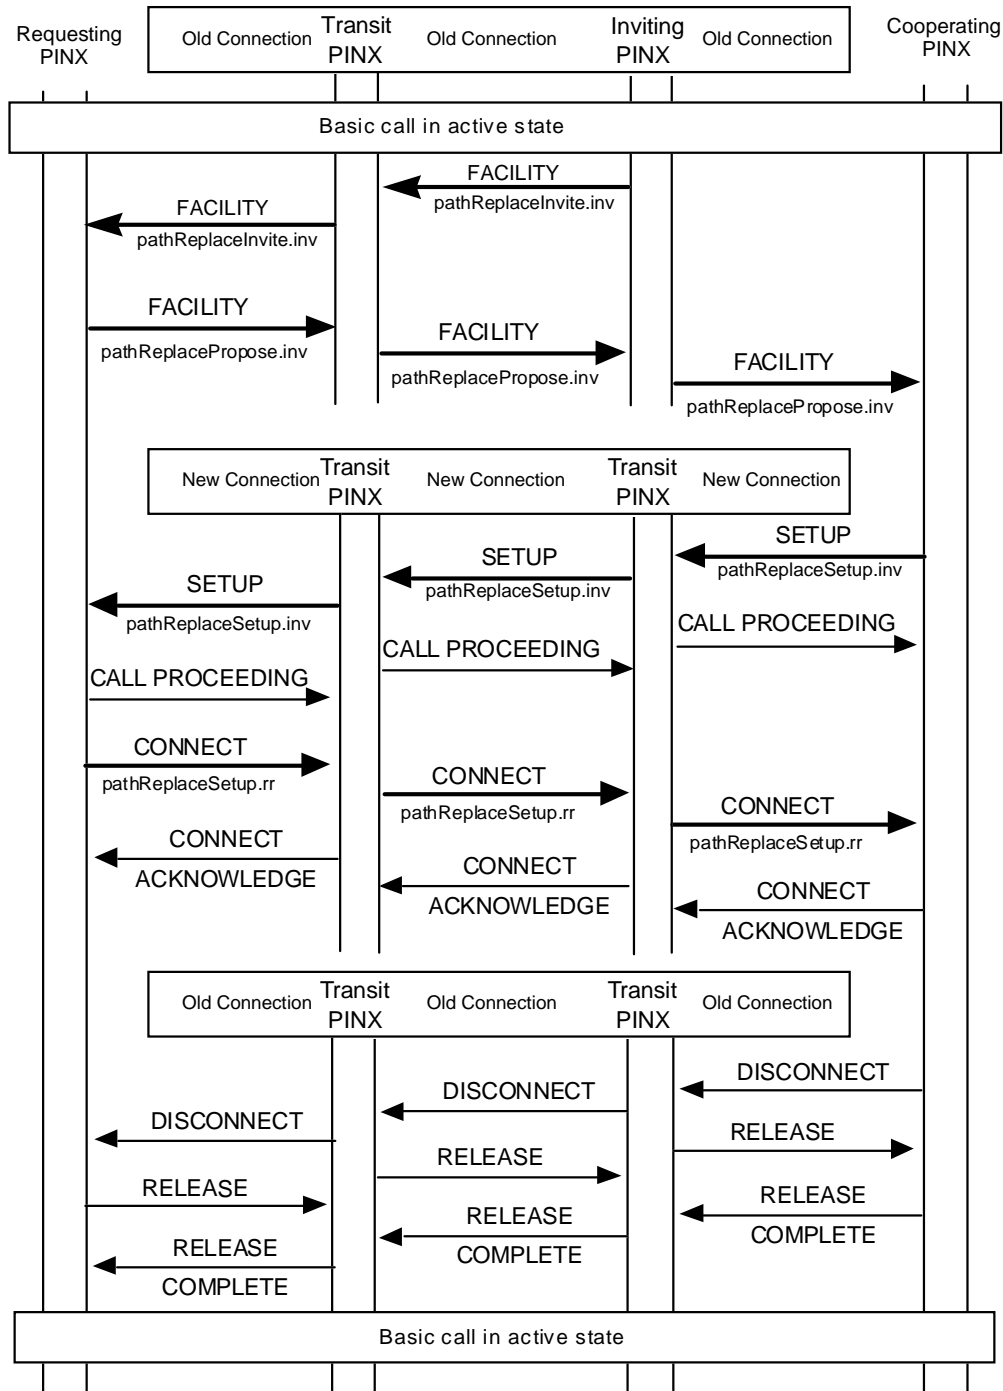 Requesting
PINX
Old Connection
Transit
PINX
Old Connection
Inviting
PINX
Old Connection
Cooperating
PINX
Basic call in active state
FACILITY
pathReplaceInvite.inv
FACILITY
pathReplaceInvite.inv
FACILITY
pathReplacePropose.inv
FACILITY
pathReplacePropose.inv
FACILITY
pathReplacePropose.inv
New Connection
Transit
PINX
New Connection
Transit
PINX
New Connection
SETUP
pathReplaceSetup.inv
SETUP
pathReplaceSetup.inv
SETUP
pathReplaceSetup.inv
CALL PROCEEDING
CALL PROCEEDING
CALL PROCEEDING
CONNECT
pathReplaceSetup.rr
CONNECT
pathReplaceSetup.rr
CONNECT
pathReplaceSetup.rr
CONNECT
ACKNOWLEDGE
CONNECT
ACKNOWLEDGE
CONNECT
ACKNOWLEDGE
Old Connection
Transit
PINX
Old Connection
Transit
PINX
Old Connection
DISCONNECT
DISCONNECT
DISCONNECT
RELEASE
RELEASE
RELEASE
RELEASE
COMPLETE
RELEASE
COMPLETE
RELEASE
COMPLETE
Basic call in active state